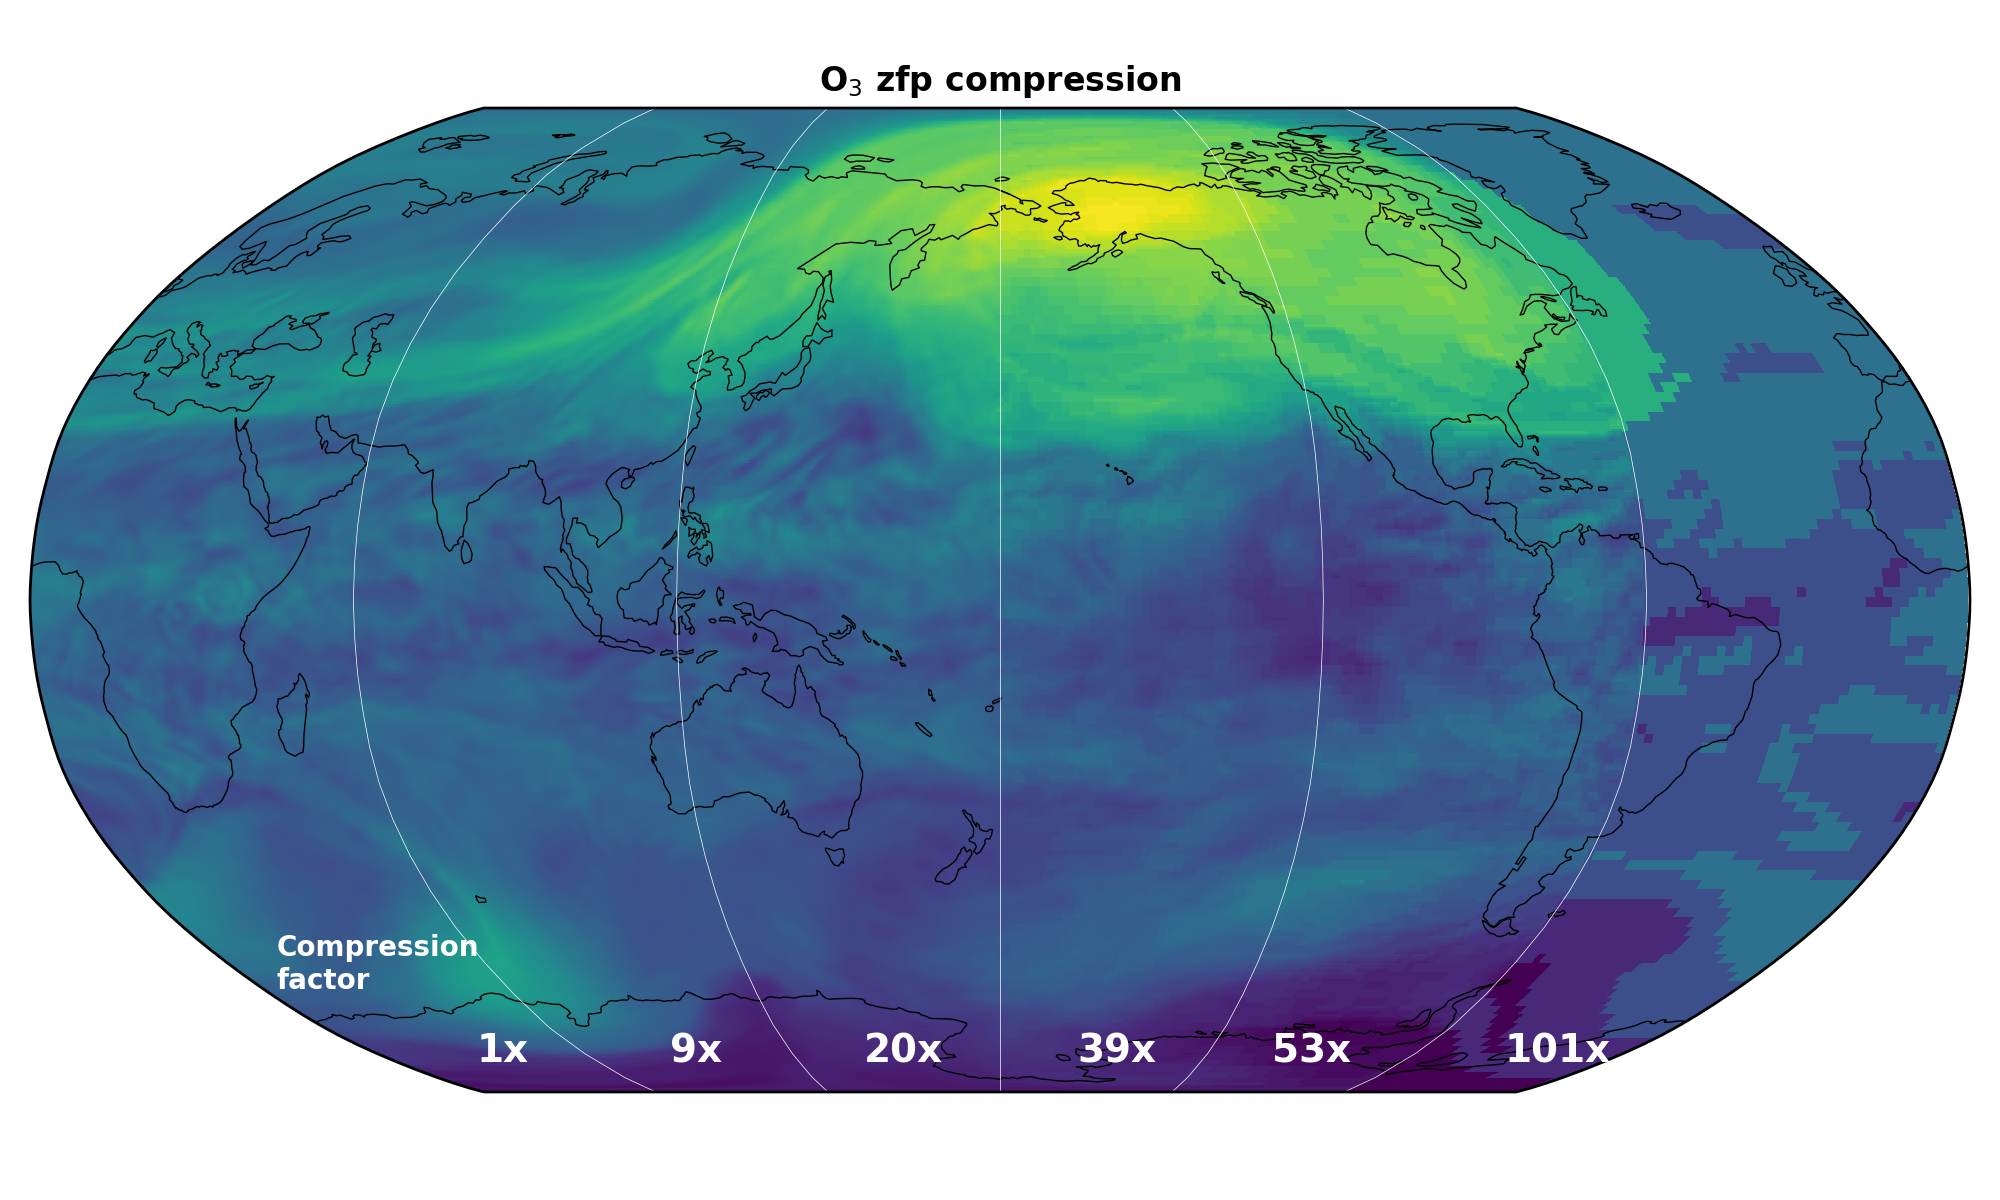 O₃ zfp compression
Compression
factor
1x 9x 20x 39x 53x 101x